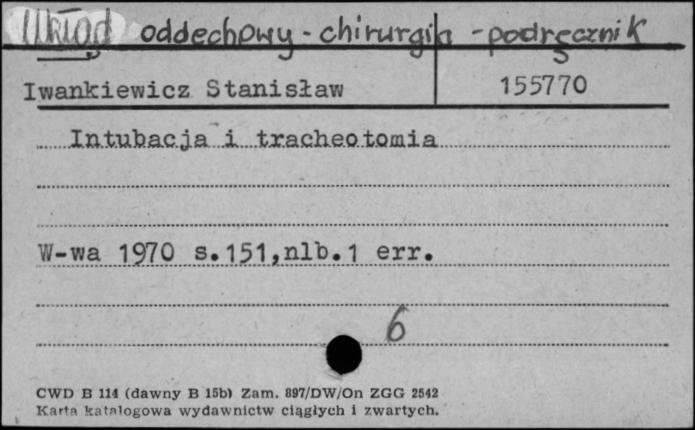 Układ oddechowy - chirurgia - podręcznik
Iwankiewicz Stanisław 155770
Intubacja i tracheotomia
W-wa 1970 s.151,nlb.1 err.
6
CWD B 114 (dawny B 15b) Zam. 897/DW/On ZGG 2542
Karta katalogowa wydawnictw ciągłych i zwartych.